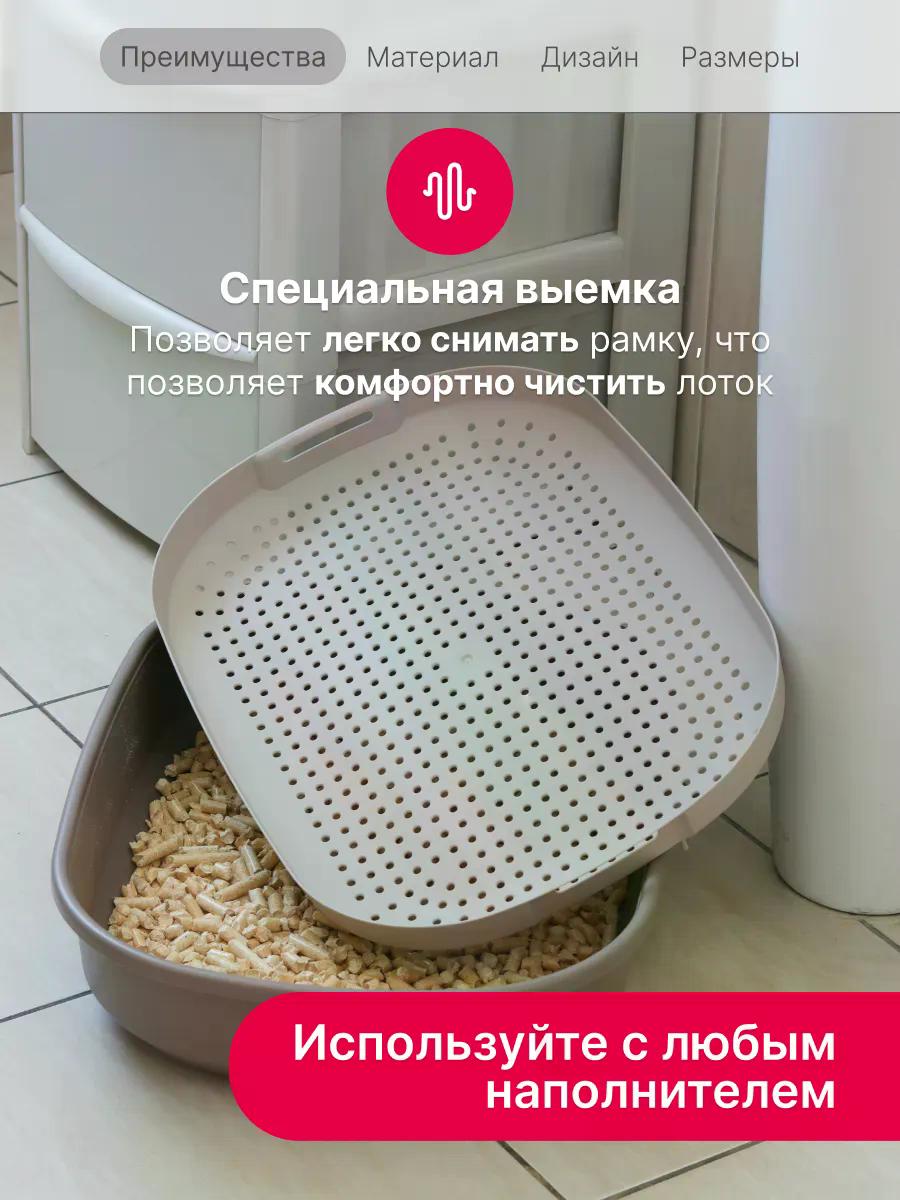 Преимущества Материал Дизайн Размеры
Специальная выемка
Позволяет легко снимать рамку, что
позволяет комфортно чистить лоток
Используйте с любым
наполнителем